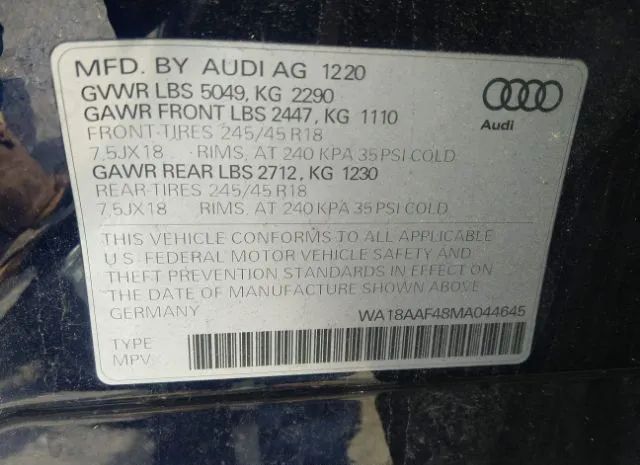 MFD. BY AUDI AG 1220
GVWR LBS 5049, KG 2290
GAWR FRONT LBS 2447, KG 1110
FRONT-TIRES 245/45 R18
7,5JX18 RIMS, AT 240 KPA 35 PSI COLD
GAWR REAR LBS 2712, KG 1230
REAR-TIRES 245/45 R18
7,5JX18 RIMS, AT 240 KPA 35 PSI COLD
Audi
THIS VEHICLE CONFORMS TO ALL APPLICABLE
U.S. FEDERAL MOTOR VEHICLE SAFETY AND
THEFT PREVENTION STANDARDS IN EFFECT ON
THE DATE OF MANUFACTURE SHOWN ABOVE
GERMANY WA18AAF48MA044645
TYPE
MPV